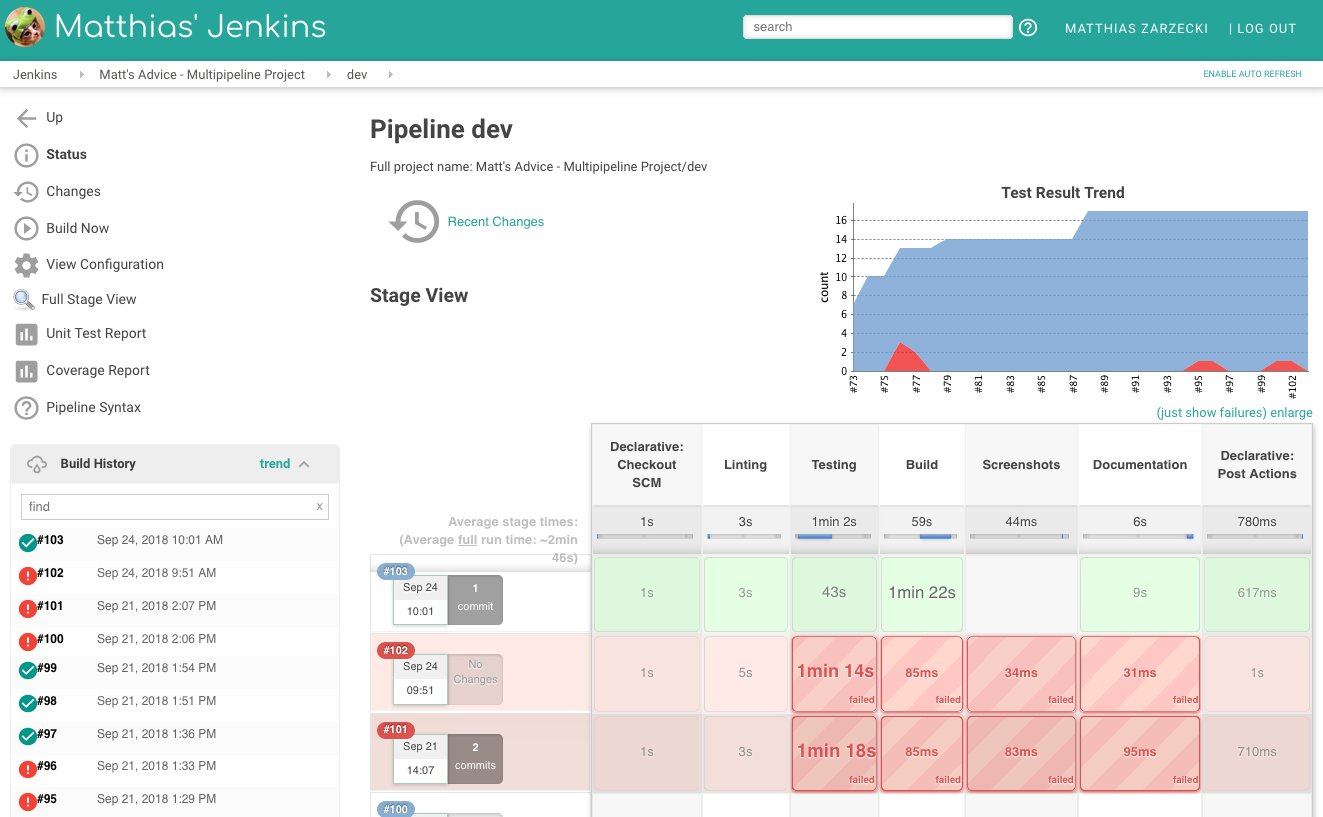 Matthias' Jenkins
search
?
MATTHIAS ZARZECKI
| LOG OUT
Jenkins
Matt's Advice - Multipipeline Project
dev
ENABLE AUTO REFRESH
Up
Status
Changes
Build Now
View Configuration
Full Stage View
Unit Test Report
Coverage Report
Pipeline Syntax
Build History
trend
find
x
#103 Sep 24, 2018 10:01 AM
#102 Sep 24, 2018 9:51 AM
#101 Sep 21, 2018 2:07 PM
#100 Sep 21, 2018 2:06 PM
#99 Sep 21, 2018 1:54 PM
#98 Sep 21, 2018 1:51 PM
#97 Sep 21, 2018 1:36 PM
#96 Sep 21, 2018 1:33 PM
#95 Sep 21, 2018 1:29 PM
Pipeline dev
Full project name: Matt's Advice - Multipipeline Project/dev
Recent Changes
Test Result Trend
count
16
14
12
10
8
6
4
2
0
#73 #75 #77 #79 #81 #83 #85 #87 #89 #91 #93 #95 #97 #99 #102
(just show failures) enlarge
Stage View
Declarative:
Checkout
SCM
Linting
Testing
Build
Screenshots
Documentation
Declarative:
Post Actions
Average stage times:
(Average full run time: ~2min
46s)
1s 3s 1min 2s 59s 44ms 6s 780ms
#103
Sep 24
10:01
1
commit
1s 3s 43s 1min 22s 9s 617ms
#102
Sep 24
09:51
No
Changes
1s 5s 1min 14s 85ms 34ms 31ms 1s
failed failed failed failed
#101
Sep 21
14:07
2
commits
1s 3s 1min 18s 85ms 83ms 95ms 710ms
failed failed failed failed
#100